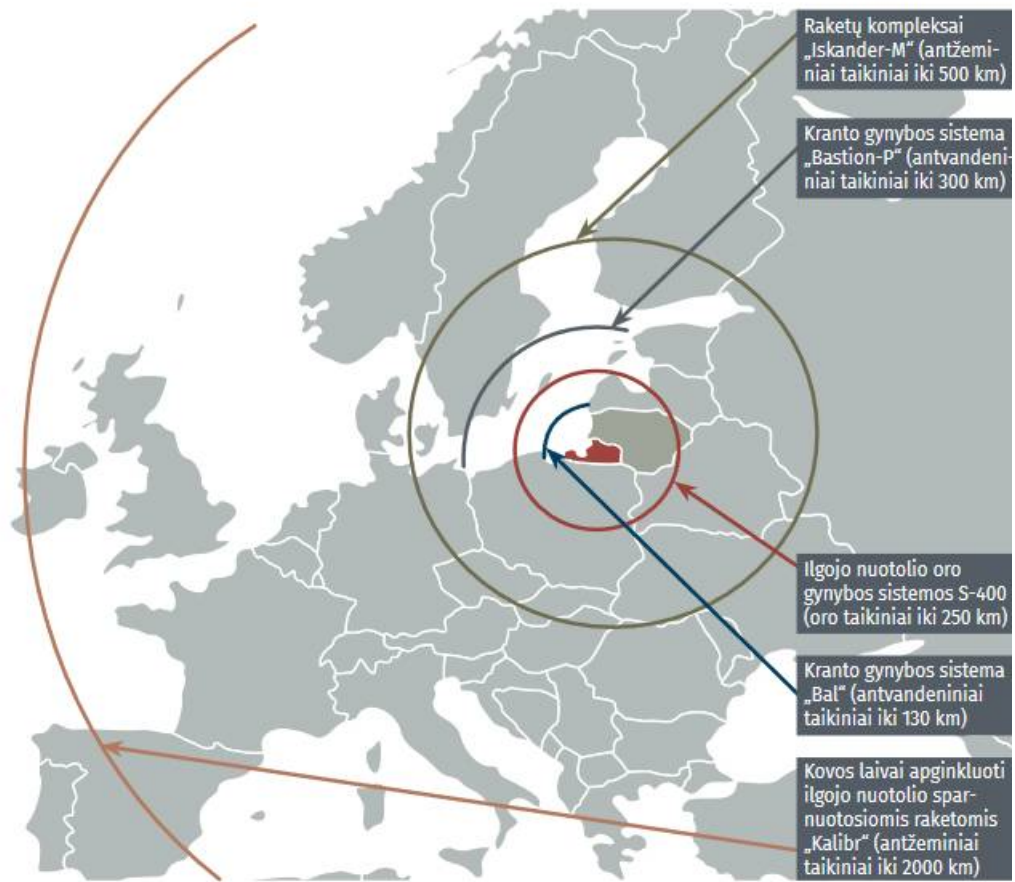 Raketų kompleksai
„Iskander-M“ (antžemi-
niai taikiniai iki 500 km)
Kranto gynybos sistema
„Bastion-P“ (antvandeni-
niai taikiniai iki 300 km)
Ilgojo nuotolio oro
gynybos sistemos S-400
(oro taikiniai iki 250 km)
Kranto gynybos sistema
„Bal“ (antvandeniniai
taikiniai iki 130 km)
Kovos laivai apginkluoti
ilgojo nuotolio spar-
nuotosiomis raketomis
„Kalibr“ (antžeminiai
taikiniai iki 2000 km)